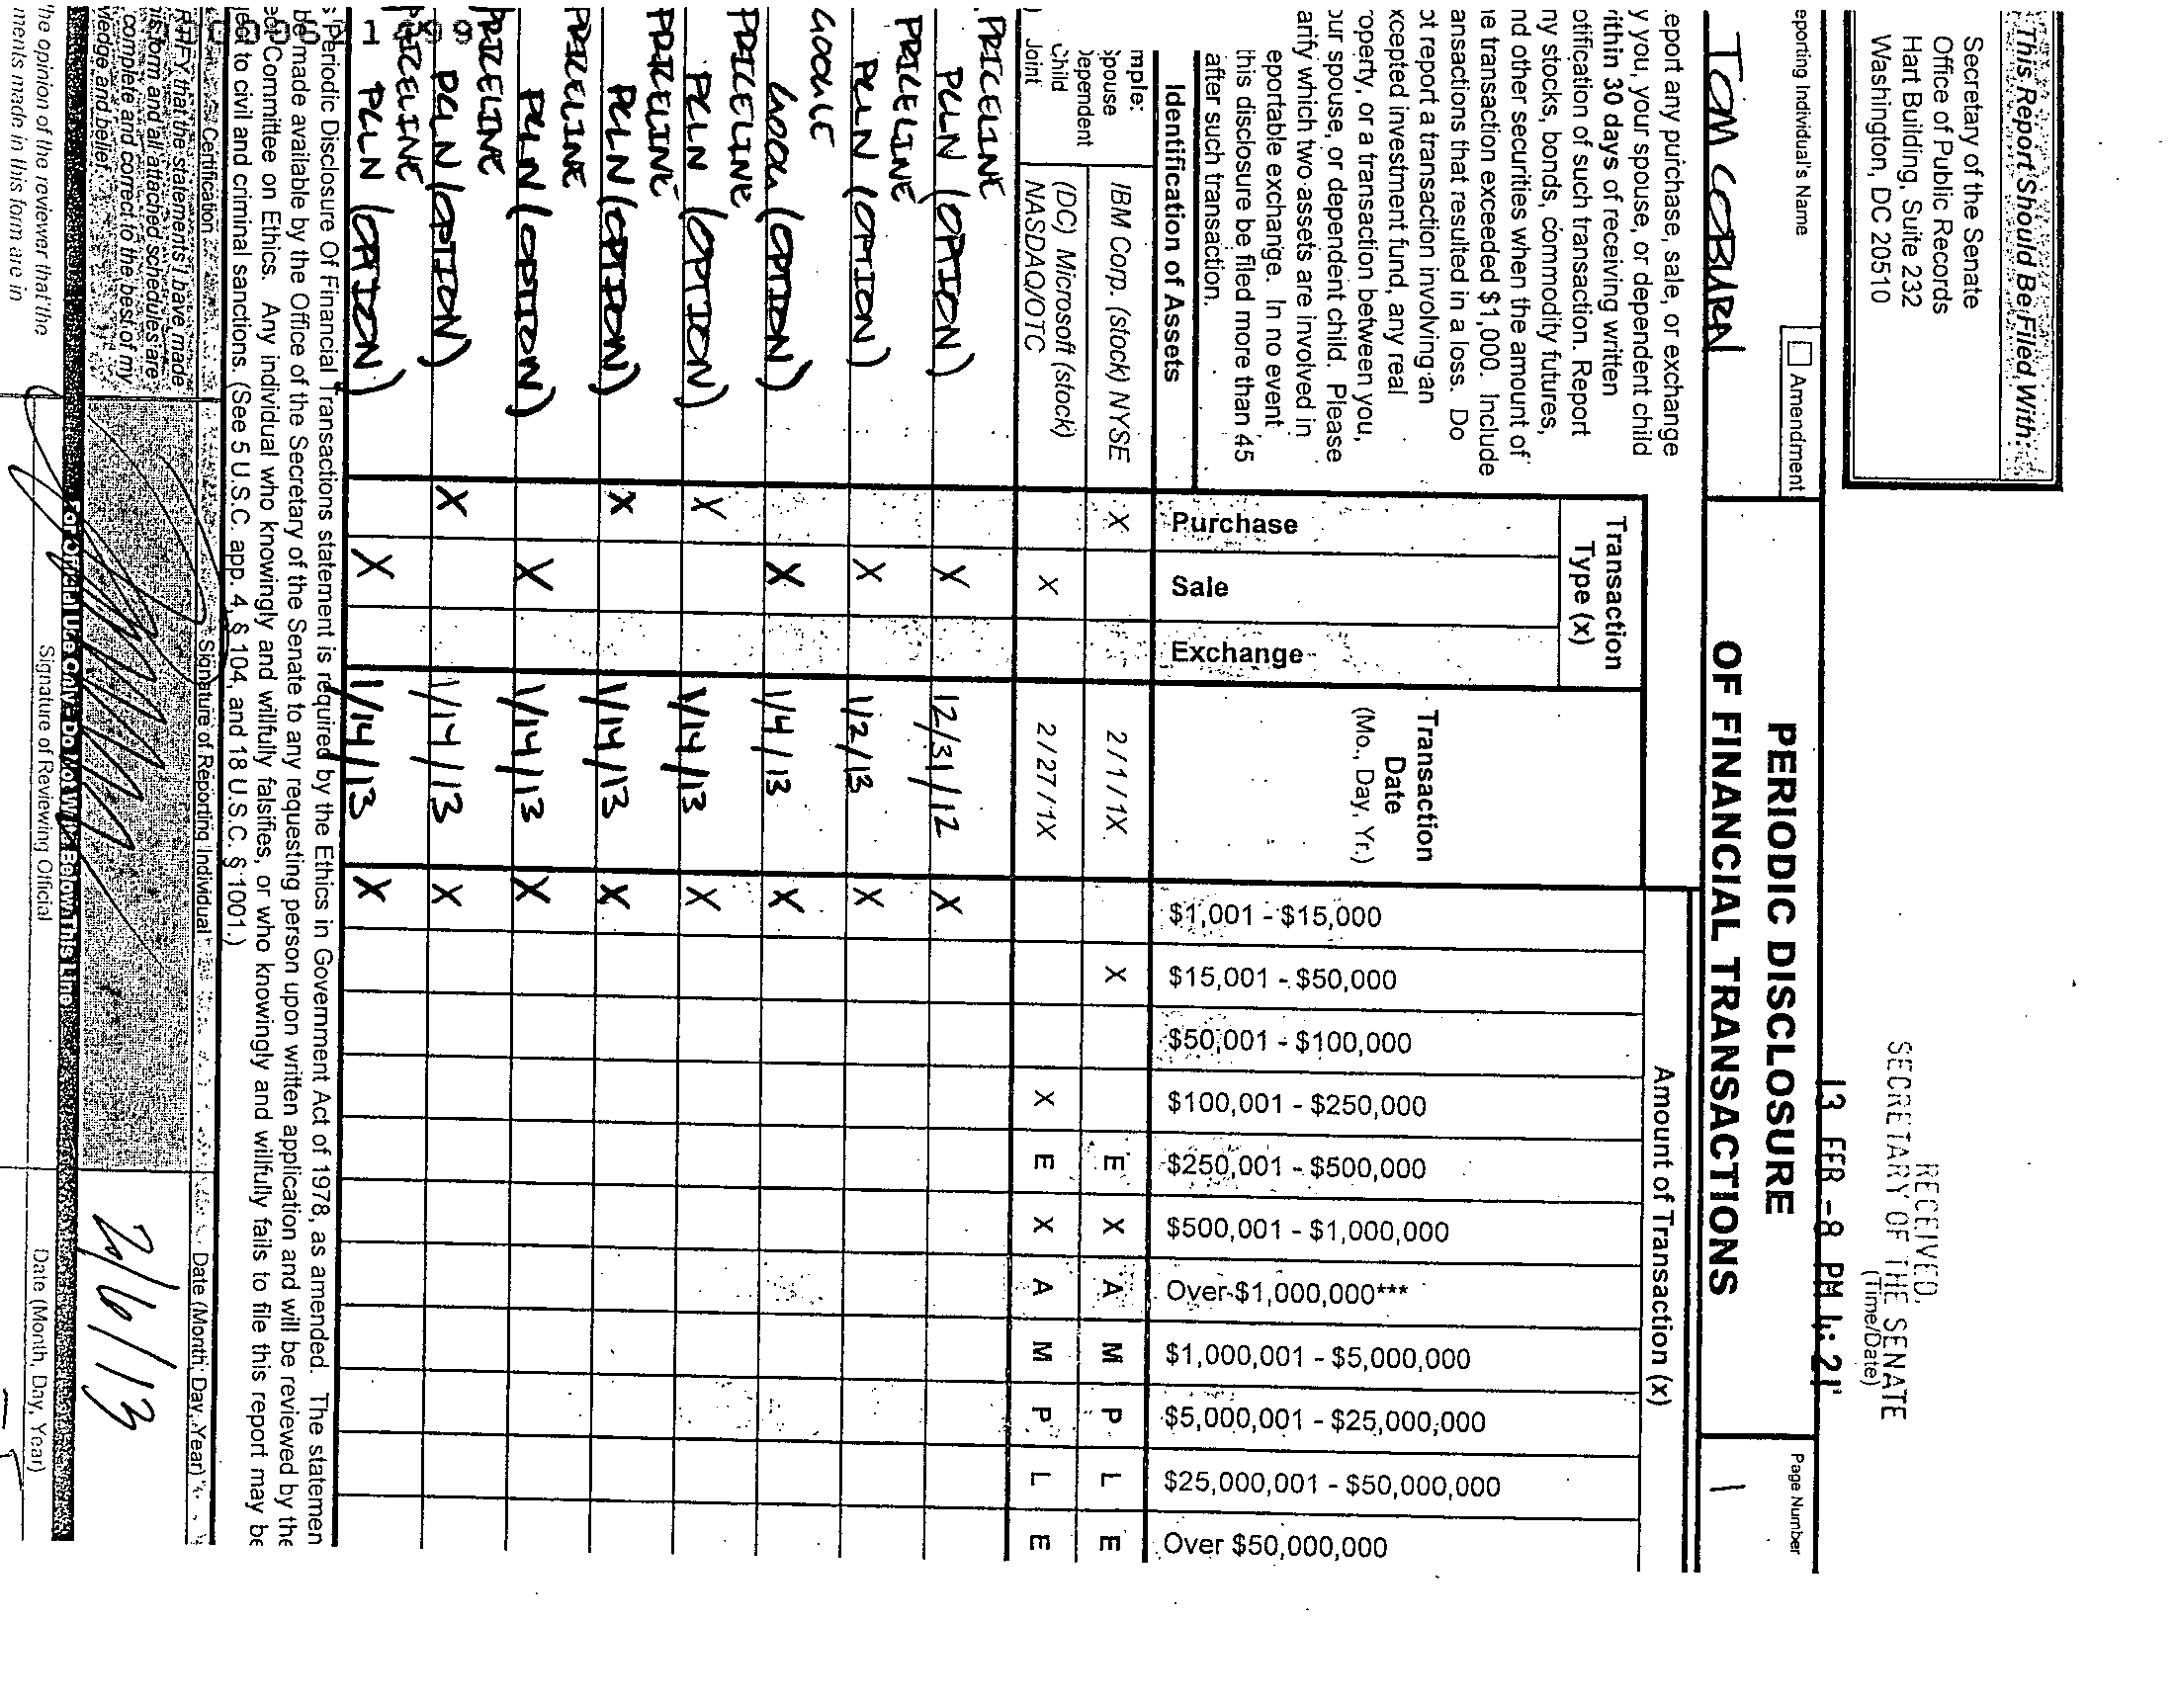 RECEIVED
SECRETARY OF THE SENATE
(Time/Date)
13 FEB -8 PM 4:21
This Report Should Be Filed With:
Secretary of the Senate
Office of Public Records
Hart Building, Suite 232
Washington, DC 20510
eporting Individual's Name
Amendment
TOM COBURN
PERIODIC DISCLOSURE
OF FINANCIAL TRANSACTIONS
Page Number
1
eport any purchase, sale, or exchange
y you, your spouse, or dependent child
ithin 30 days of receiving written
otification of such transaction. Report
ny stocks, bonds, commodity futures,
nd other securities when the amount of
ne transaction exceeded $1,000. Include
ansactions that resulted in a loss. Do
ot report a transaction involving an
xcepted investment fund, any real
roperty, or a transaction between you,
our spouse, or dependent child. Please
arify which two assets are involved in
eportable exchange. In no event
this disclosure be filed more than 45
after such transaction.
Identification of Assets
Transaction
Type (x)
Purchase
Sale
Exchange
Transaction
Date
(Mo., Day, Yr.)
Amount of Transaction (x)
$1,001 - $15,000
$15,001 - $50,000
$50,001 - $100,000
$100,001 - $250,000
$250,001 - $500,000
$500,001 - $1,000,000
Over $1,000,000***
$1,000,001 - $5,000,000
$5,000,001 - $25,000,000
$25,000,001 - $50,000,000
Over $50,000,000
mple:
Spouse
Dependent
Child
Joint
IBM Corp. (stock) NYSE X 2/1/1X X E X A M P L E
(DC) Microsoft (stock)
NASDAQ/OTC X 2/27/1X X E X A M P L E
PRICELINE
PCLN (OPTION) X 12/31/12 X
PRICELINE
PCLN (OPTION) X 1/2/13 X
GOOGLE
GOOG (OPTION) X 1/4/13 X
PRICELINE
PCLN (OPTION) X 1/14/13 X
PRICELINE
PCLN (OPTION) X 1/14/13 X
PRICELINE
PCLN (OPTION) X 1/14/13 X
PRICELINE
PCLN (OPTION) X 1/14/13 X
PRICELINE
PCLN (OPTION) X 1/14/13 X
s Periodic Disclosure Of Financial Transactions statement is required by the Ethics in Government Act of 1978, as amended. The statemen
be made available by the Office of the Secretary of the Senate to any requesting person upon written application and will be reviewed by the
Committee on Ethics. Any individual who knowingly and willfully falsifies, or who knowingly and willfully fails to file this report may be
ject to civil and criminal sanctions. (See 5 U.S.C. app. 4, § 104, and 18 U.S.C. § 1001.)
Certification
Signature of Reporting Individual
Date (Month, Day, Year)
that the statements I have made
form and all attached schedules are
complete and correct to the best of my
vledge and belief.
2/6/13
For Official Use Only - Do Not Write Below This Line
the opinion of the reviewer that the
ments made in this form are in
Signature of Reviewing Official
Date (Month, Day, Year)